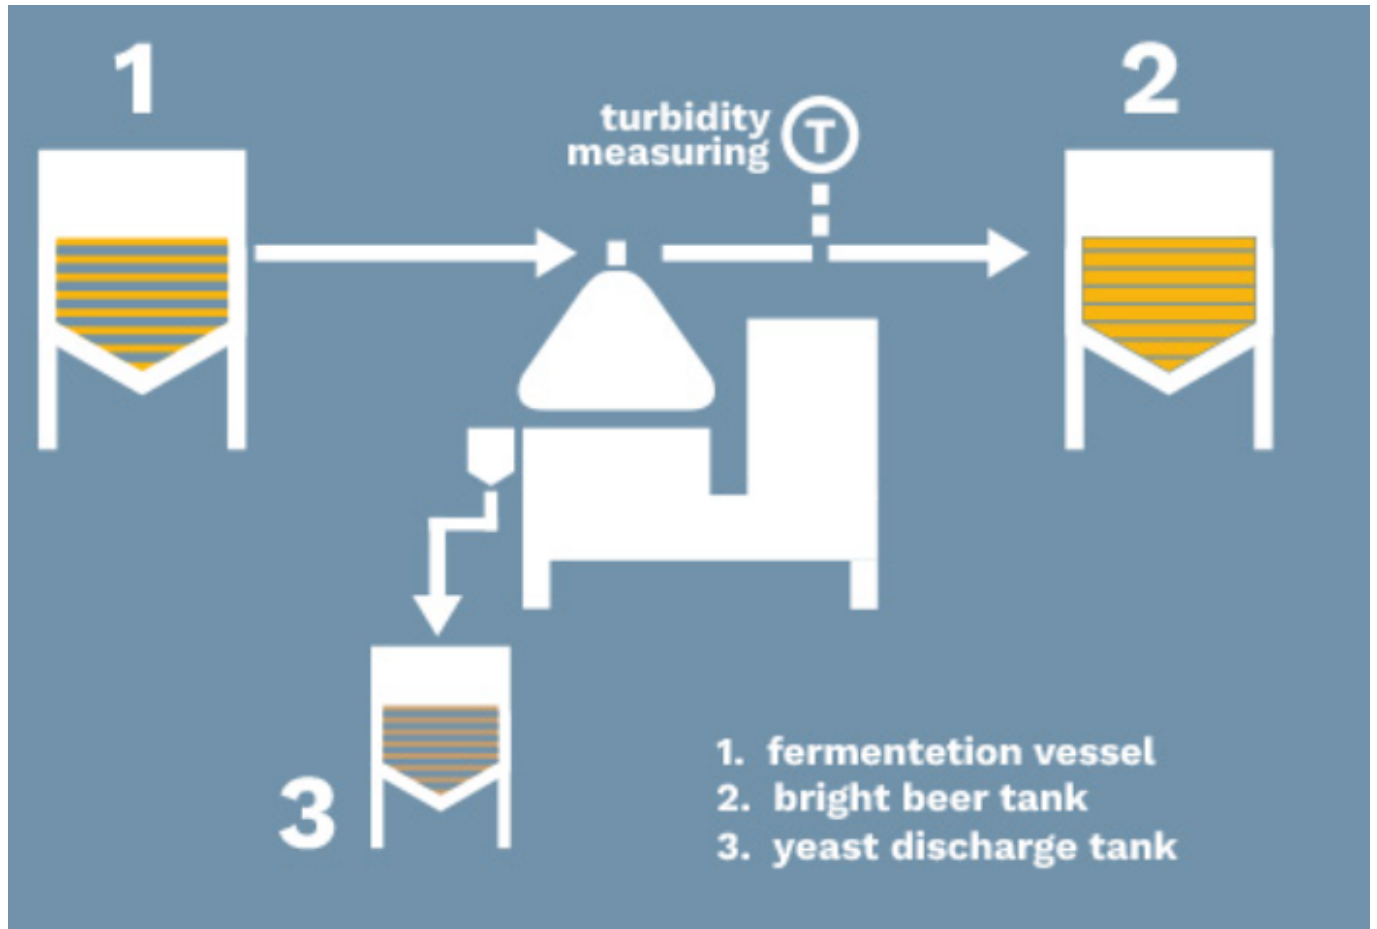 1
2
turbidity
measuring
T
3
1. fermentetion vessel
2. bright beer tank
3. yeast discharge tank